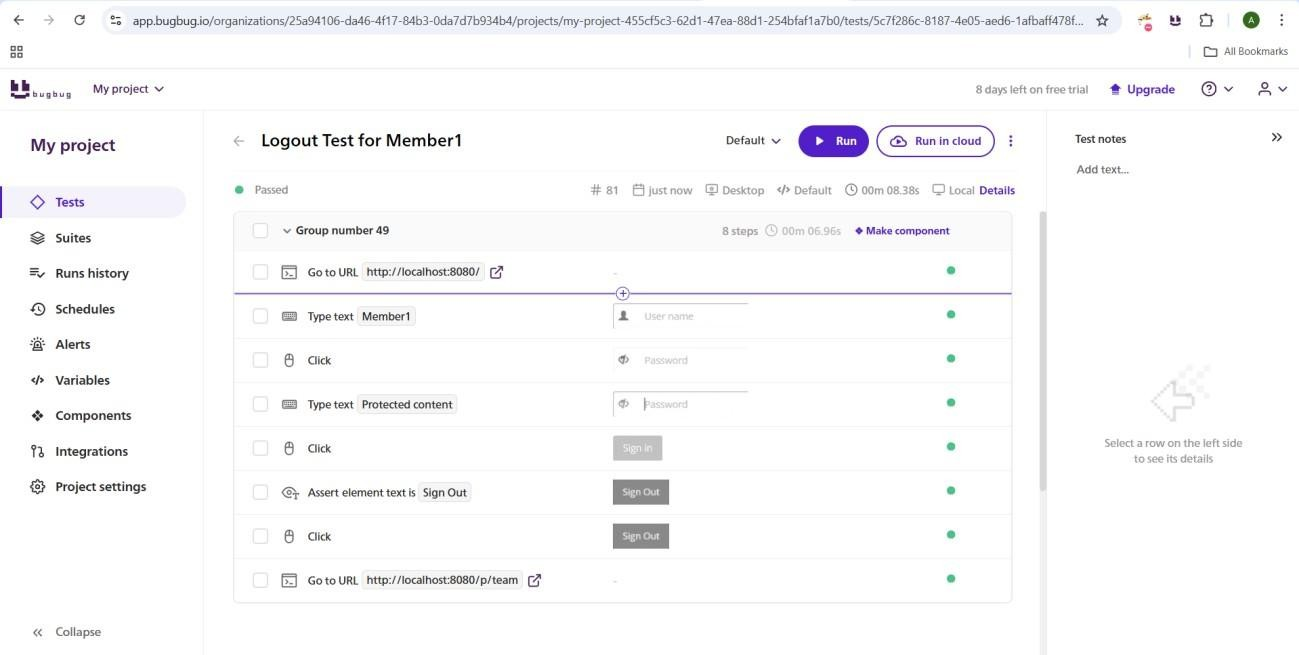 app.bugbug.io/organizations/25a94106-da46-4f17-84b3-0da7d7b934b4/projects/my-project-455cf5c3-62d1-47ea-88d1-254bfaf1a7b0/tests/5c7f286c-8187-4e05-aed6-1afbaff478f...
A
All Bookmarks
bugbug
My project
8 days left on free trial
Upgrade
My project
Tests
Suites
Runs history
Schedules
Alerts
Variables
Components
Integrations
Project settings
Collapse
Logout Test for Member1
Default
Run
Run in cloud
Passed
# 81 just now Desktop Default 00m 08.38s Local Details
Group number 49 8 steps 00m 06.96s Make component
Go to URL http://localhost:8080/ -
Type text Member1 User name
Click Password
Type text Protected content Password
Click Sign in
Assert element text is Sign Out Sign Out
Click Sign Out
Go to URL http://localhost:8080/p/team -
Test notes
Add text...
Select a row on the left side
to see its details